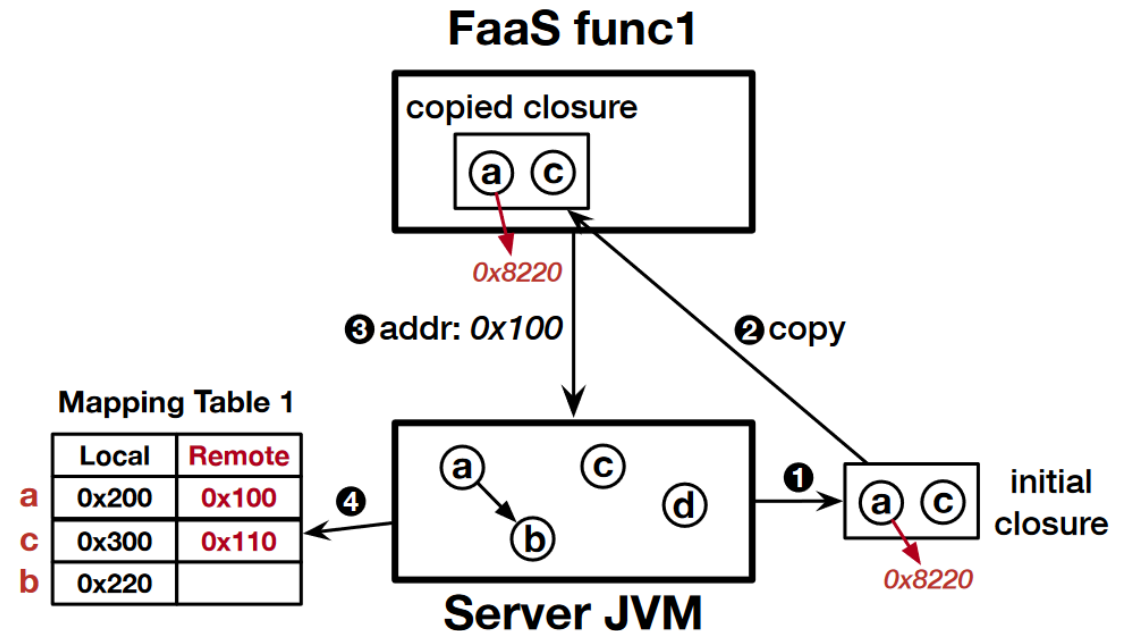 FaaS func1
copied closure
a c
0x8220
❸ addr: 0x100
❷ copy
Mapping Table 1
Local Remote
a 0x200 0x100
c 0x300 0x110
b 0x220
❹
a c
b d
❶
a c
initial
closure
0x8220
Server JVM